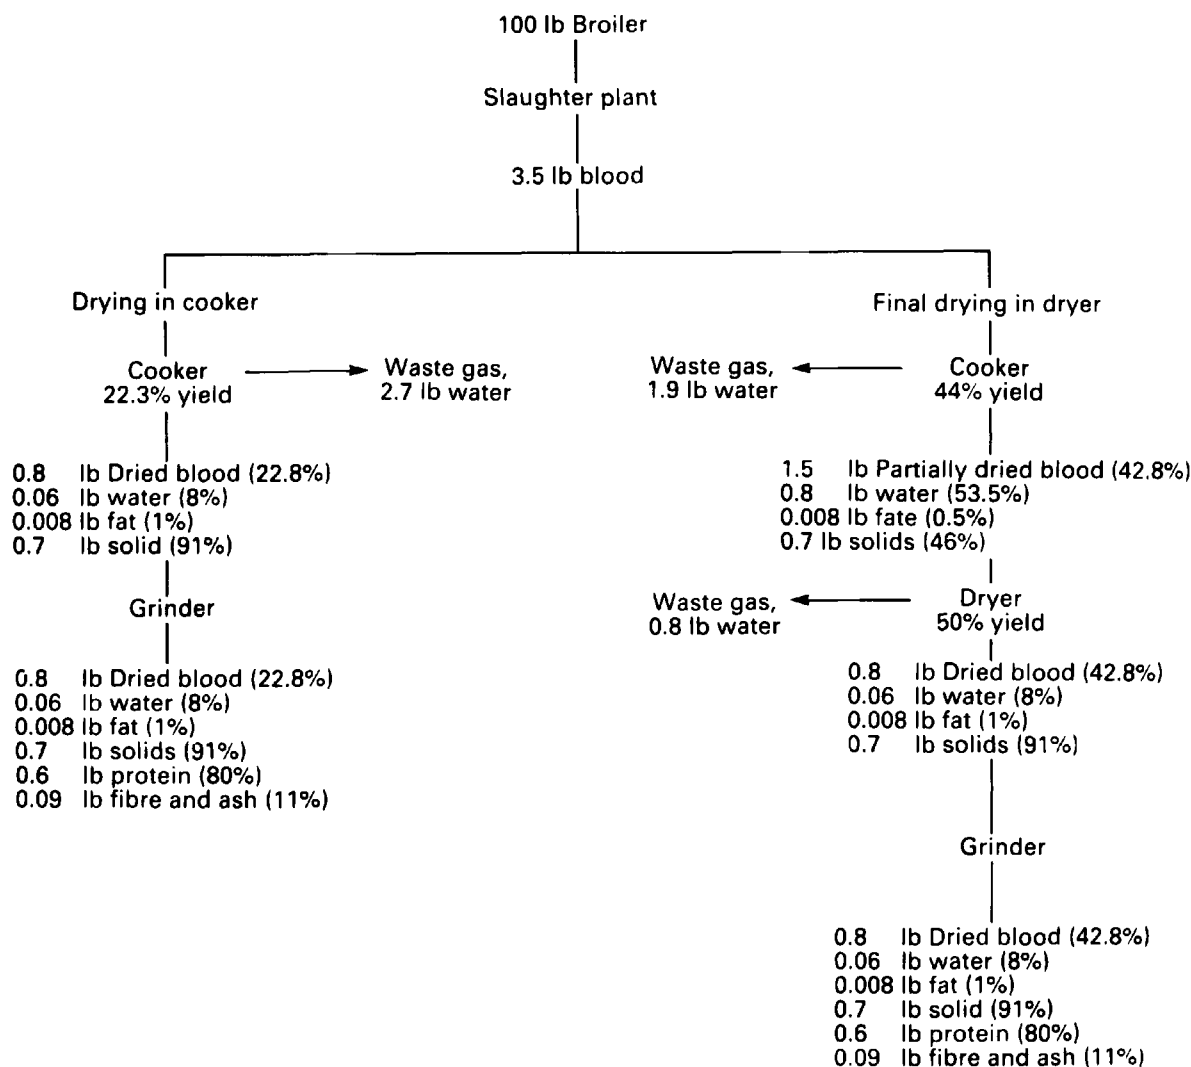 100 lb Broiler
Slaughter plant
3.5 lb blood
Drying in cooker
Cooker
22.3% yield
Waste gas,
2.7 lb water
0.8 lb Dried blood (22.8%)
0.06 lb water (8%)
0.008 lb fat (1%)
0.7 lb solid (91%)
Grinder
0.8 lb Dried blood (22.8%)
0.06 lb water (8%)
0.008 lb fat (1%)
0.7 lb solids (91%)
0.6 lb protein (80%)
0.09 lb fibre and ash (11%)
Final drying in dryer
Waste gas,
1.9 lb water
Cooker
44% yield
1.5 lb Partially dried blood (42.8%)
0.8 lb water (53.5%)
0.008 lb fate (0.5%)
0.7 lb solids (46%)
Waste gas,
0.8 lb water
Dryer
50% yield
0.8 lb Dried blood (42.8%)
0.06 lb water (8%)
0.008 lb fat (1%)
0.7 lb solids (91%)
Grinder
0.8 lb Dried blood (42.8%)
0.06 lb water (8%)
0.008 lb fat (1%)
0.7 lb solid (91%)
0.6 lb protein (80%)
0.09 lb fibre and ash (11%)